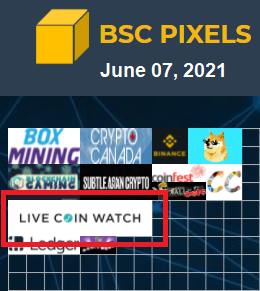 BSC PIXELS
June 07, 2021
BOX MINING
CRYPTO CANADA
BINANCE
BLOCKCHAIN GAMING
SUBTLE ASIAN CRYPTO
coinfest
CC
LIVE COIN WATCH
Ledger